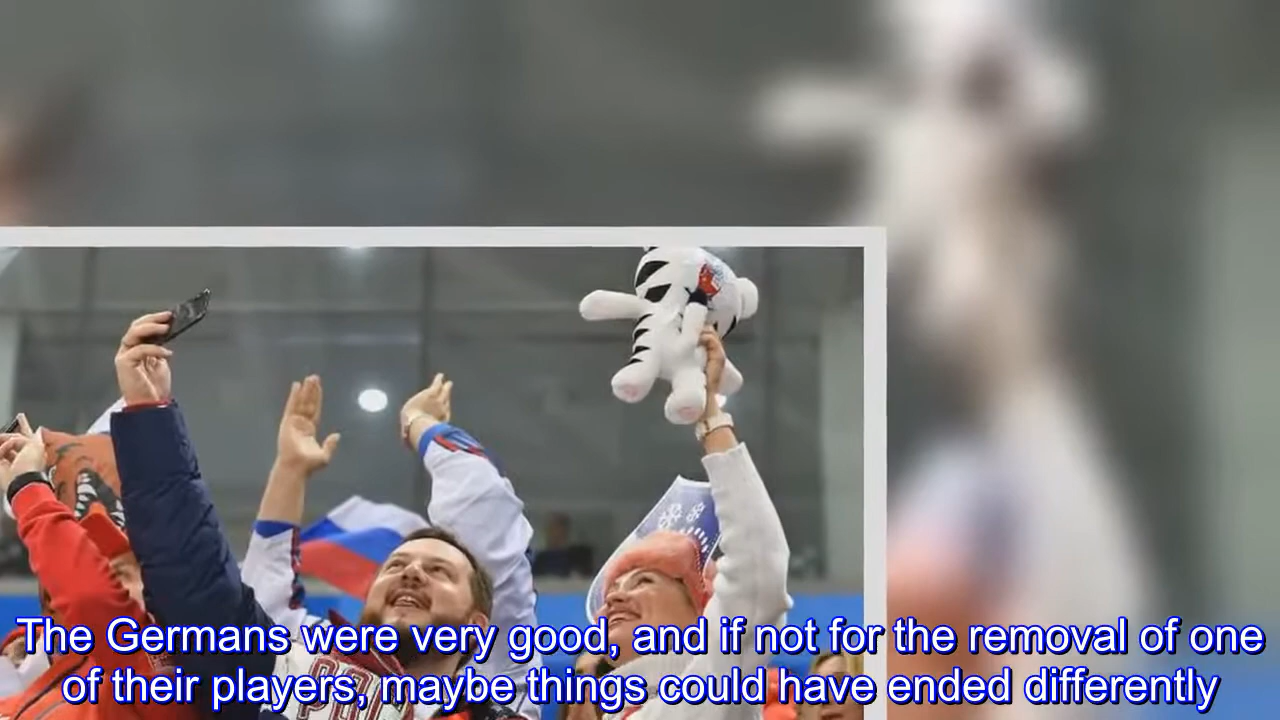 The Germans were very good, and if not for the removal of one
of their players, maybe things could have ended differently